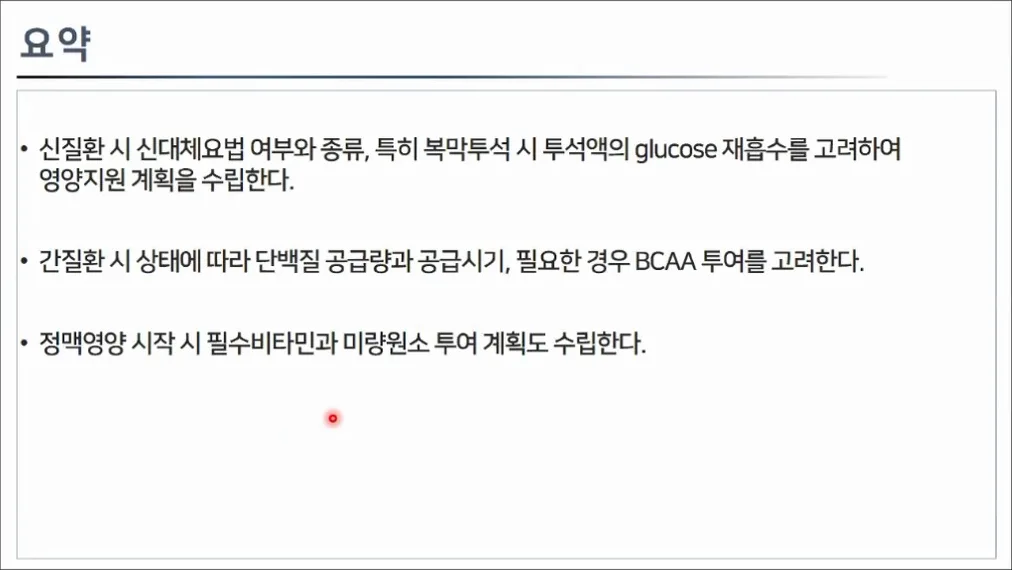 요약
• 신질환 시 신대체요법 여부와 종류, 특히 복막투석 시 투석액의 glucose 재흡수를 고려하여
영양지원 계획을 수립한다.
• 간질환 시 상태에 따라 단백질 공급량과 공급시기, 필요한 경우 BCAA 투여를 고려한다.
• 정맥영양 시작 시 필수비타민과 미량원소 투여 계획도 수립한다.